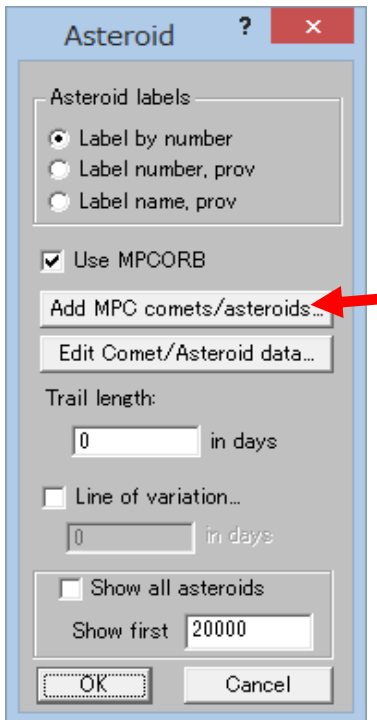 Asteroid ? ×
Asteroid labels
Label by number
Label number, prov
Label name, prov
Use MPCORB
Add MPC comets/asteroids...
Edit Comet/Asteroid data...
Trail length:
0 in days
Line of variation...
0 in days
Show all asteroids
Show first 20000
OK Cancel